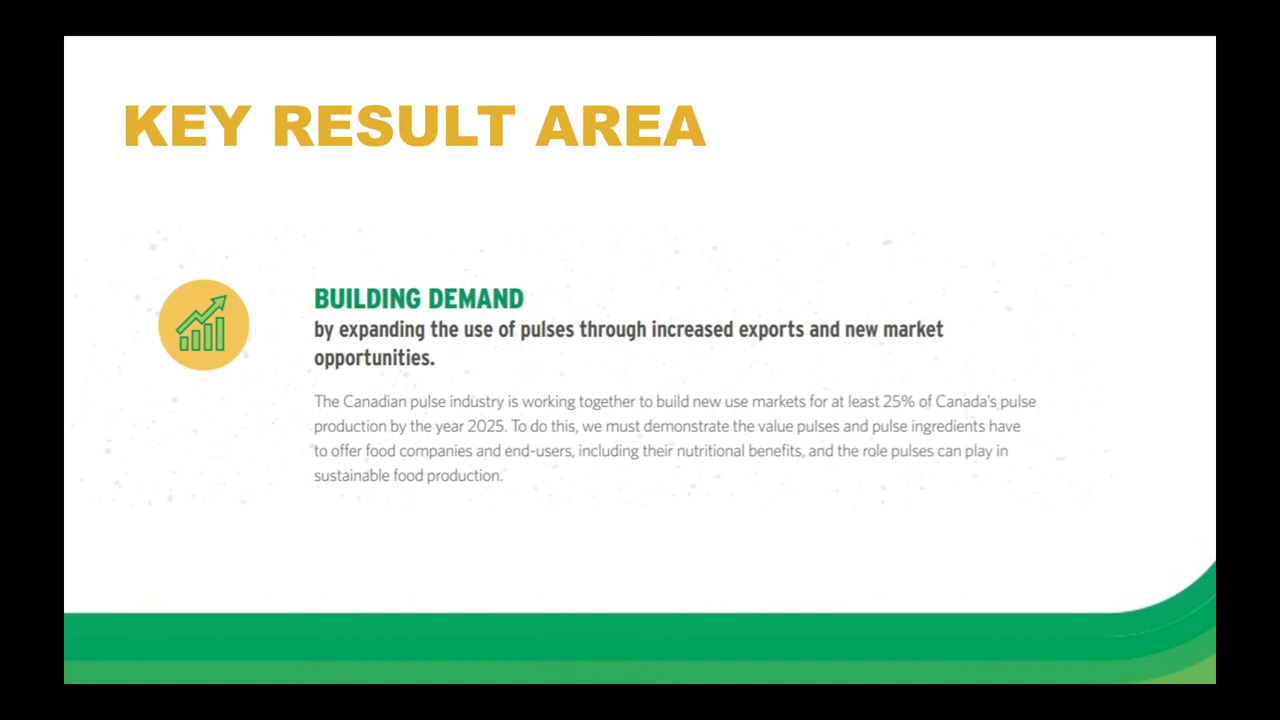 KEY RESULT AREA
BUILDING DEMAND
by expanding the use of pulses through increased exports and new market
opportunities.
The Canadian pulse industry is working together to build new use markets for at least 25% of Canada's pulse
production by the year 2025. To do this, we must demonstrate the value pulses and pulse ingredients have
to offer food companies and end-users, including their nutritional benefits, and the role pulses can play in
sustainable food production.